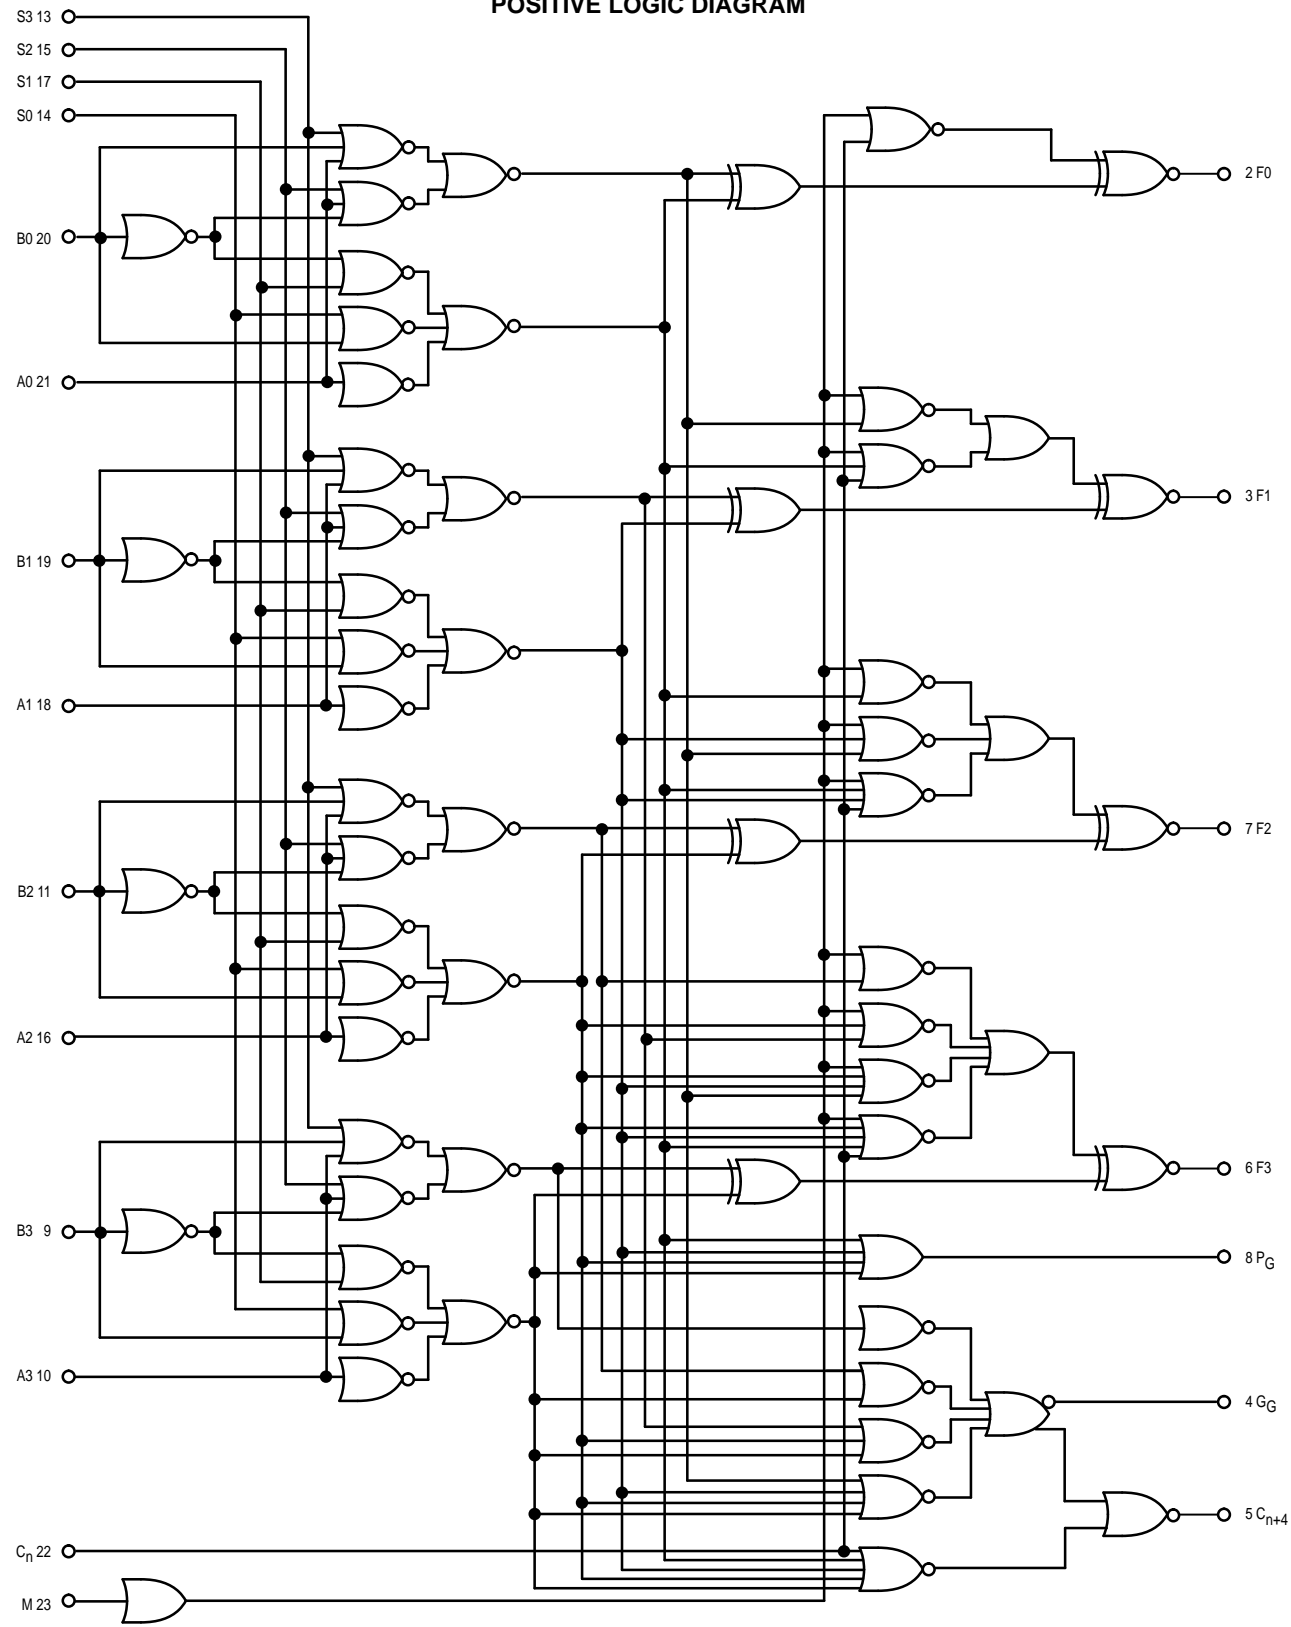 POSITIVE LOGIC DIAGRAM
S3 13
S2 15
S1 17
S0 14
2 F0
B0 20
A0 21
3 F1
B1 19
A1 18
7 F2
B2 11
A2 16
6 F3
B3 9
8 PG
A3 10
4 GG
5 Cn+4
Cn 22
M 23